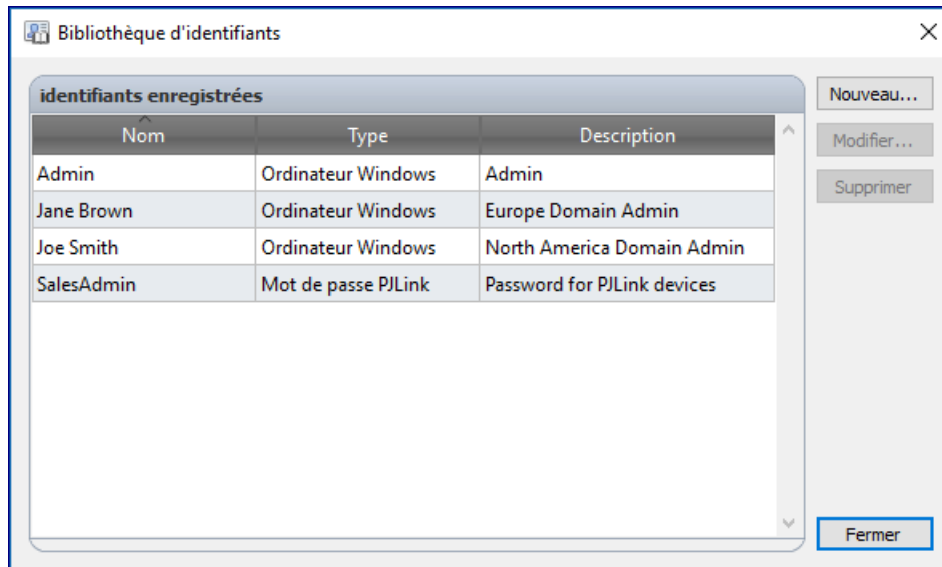 Bibliothèque d'identifiants
identifiants enregistrées
Nouveau...
Nom Type Description
Modifier...
Admin Ordinateur Windows Admin
Supprimer
Jane Brown Ordinateur Windows Europe Domain Admin
Joe Smith Ordinateur Windows North America Domain Admin
SalesAdmin Mot de passe PJLink Password for PJLink devices
Fermer